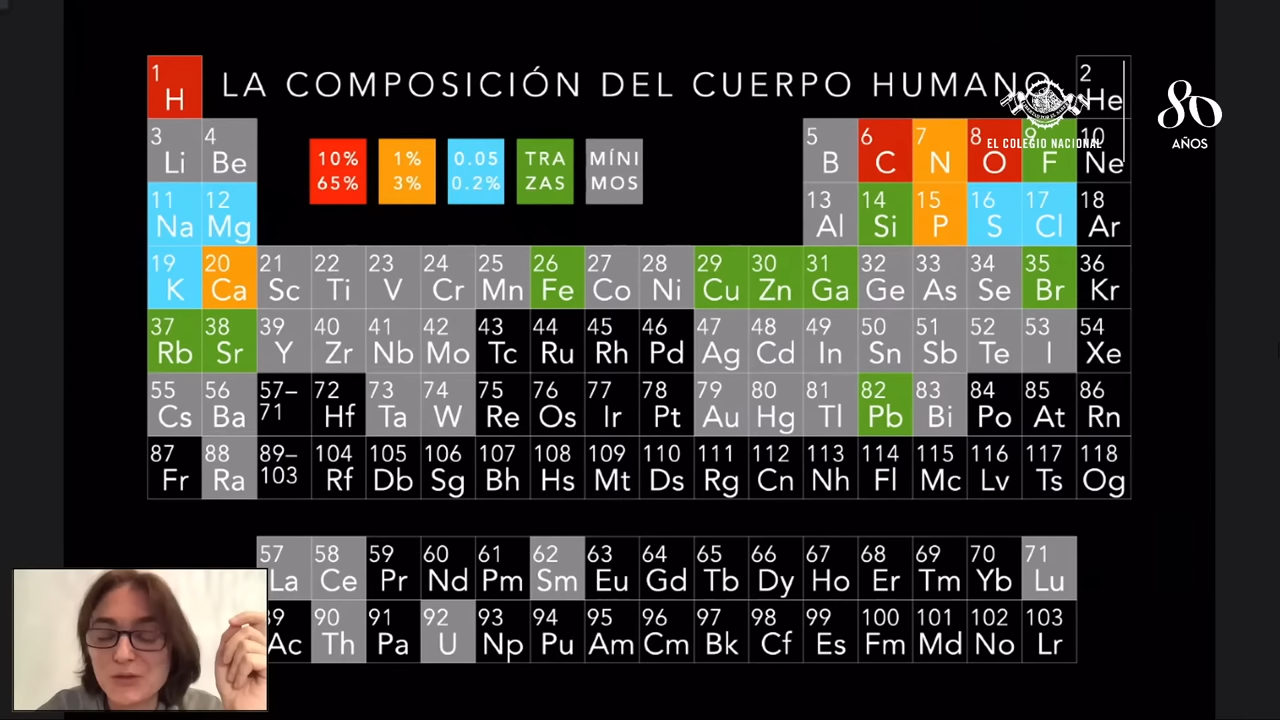 1 2
LA COMPOSICIÓN DEL CUERPO HUMANO
H He
80
AÑOS
EL COLEGIO NACIONAL
3 4 5 6 7 8 9 10
Li Be B C N O F Ne
10% 1% 0.05 TRA MÍNI
65% 3% 0.2% ZAS MOS
11 12 13 14 15 16 17 18
Na Mg Al Si P S Cl Ar
19 20 21 22 23 24 25 26 27 28 29 30 31 32 33 34 35 36
K Ca Sc Ti V Cr Mn Fe Co Ni Cu Zn Ga Ge As Se Br Kr
37 38 39 40 41 42 43 44 45 46 47 48 49 50 51 52 53 54
Rb Sr Y Zr Nb Mo Tc Ru Rh Pd Ag Cd In Sn Sb Te I Xe
55 56 57– 72 73 74 75 76 77 78 79 80 81 82 83 84 85 86
Cs Ba 71 Hf Ta W Re Os Ir Pt Au Hg Tl Pb Bi Po At Rn
87 88 89– 104 105 106 107 108 109 110 111 112 113 114 115 116 117 118
Fr Ra 103 Rf Db Sg Bh Hs Mt Ds Rg Cn Nh Fl Mc Lv Ts Og
57 58 59 60 61 62 63 64 65 66 67 68 69 70 71
La Ce Pr Nd Pm Sm Eu Gd Tb Dy Ho Er Tm Yb Lu
89 90 91 92 93 94 95 96 97 98 99 100 101 102 103
Ac Th Pa U Np Pu Am Cm Bk Cf Es Fm Md No Lr